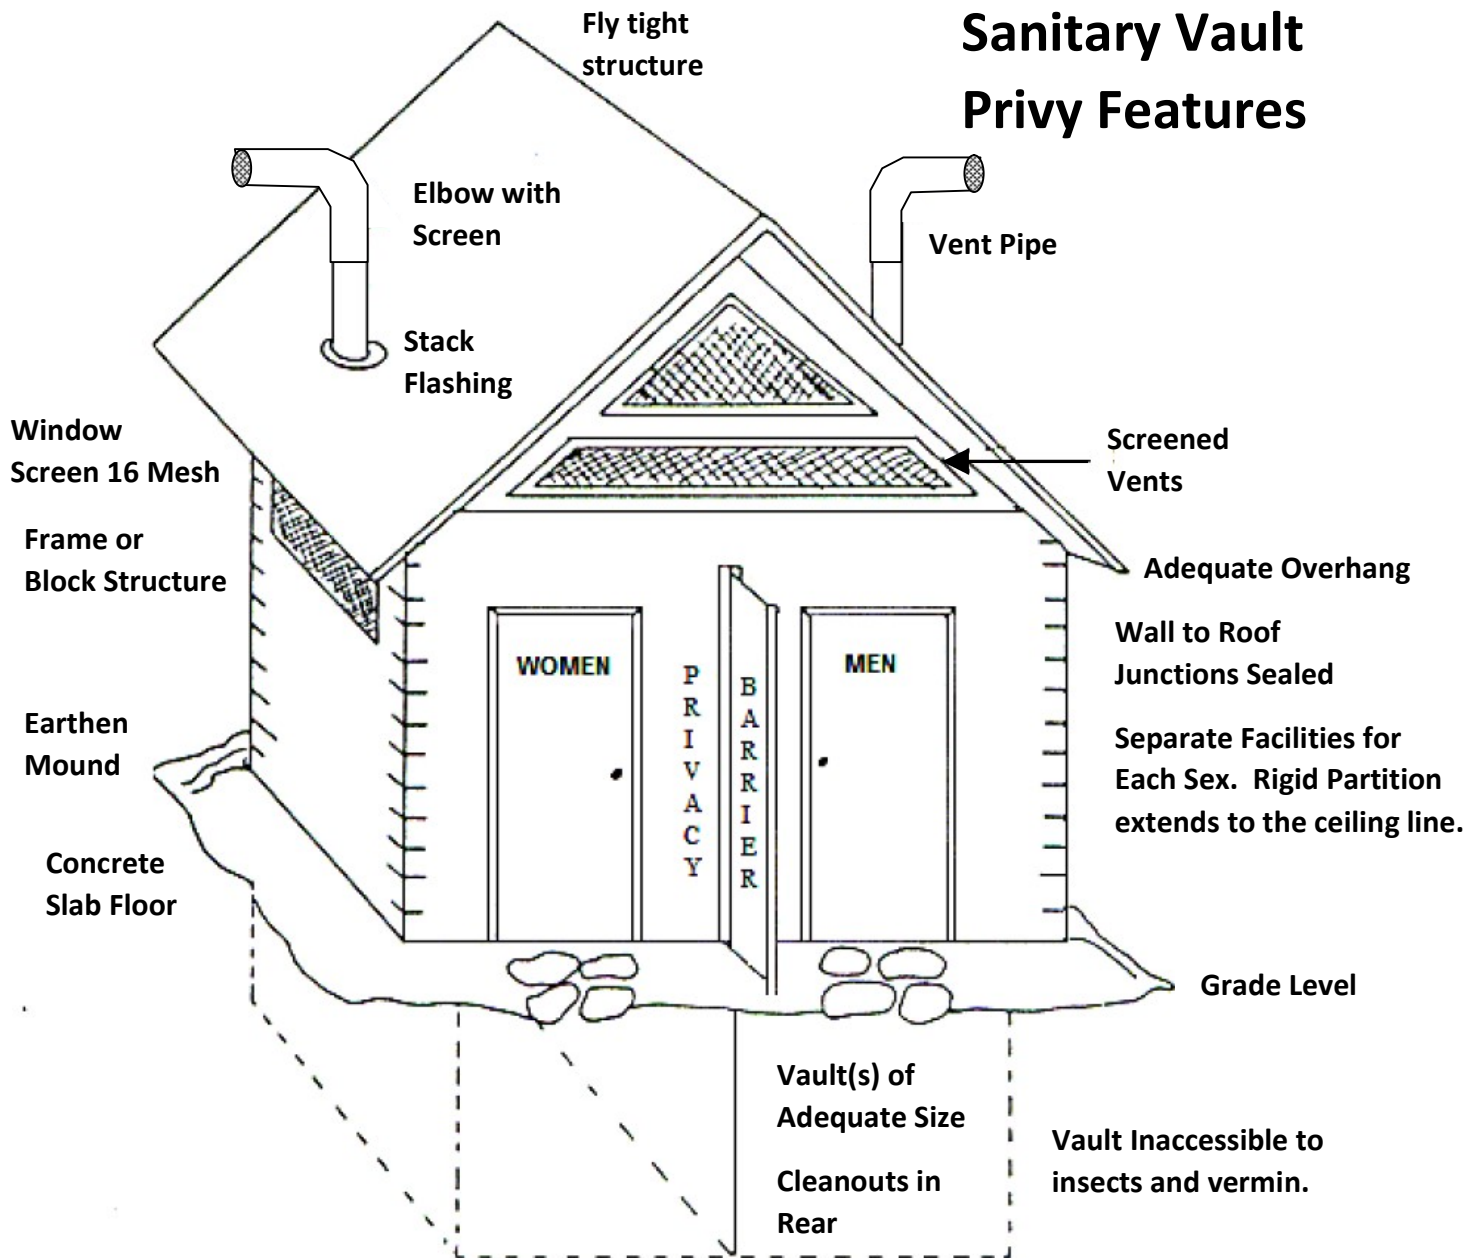 Sanitary Vault
Privy Features
Fly tight
structure
Elbow with
Screen
Vent Pipe
Stack
Flashing
Window
Screen 16 Mesh
Screened
Vents
Frame or
Block Structure
Adequate Overhang
Wall to Roof
Junctions Sealed
WOMEN
PRIVACY
BARRIER
MEN
Earthen
Mound
Separate Facilities for
Each Sex.  Rigid Partition
extends to the ceiling line.
Concrete
Slab Floor
Grade Level
Vault(s) of
Adequate Size
Cleanouts in
Rear
Vault Inaccessible to
insects and vermin.